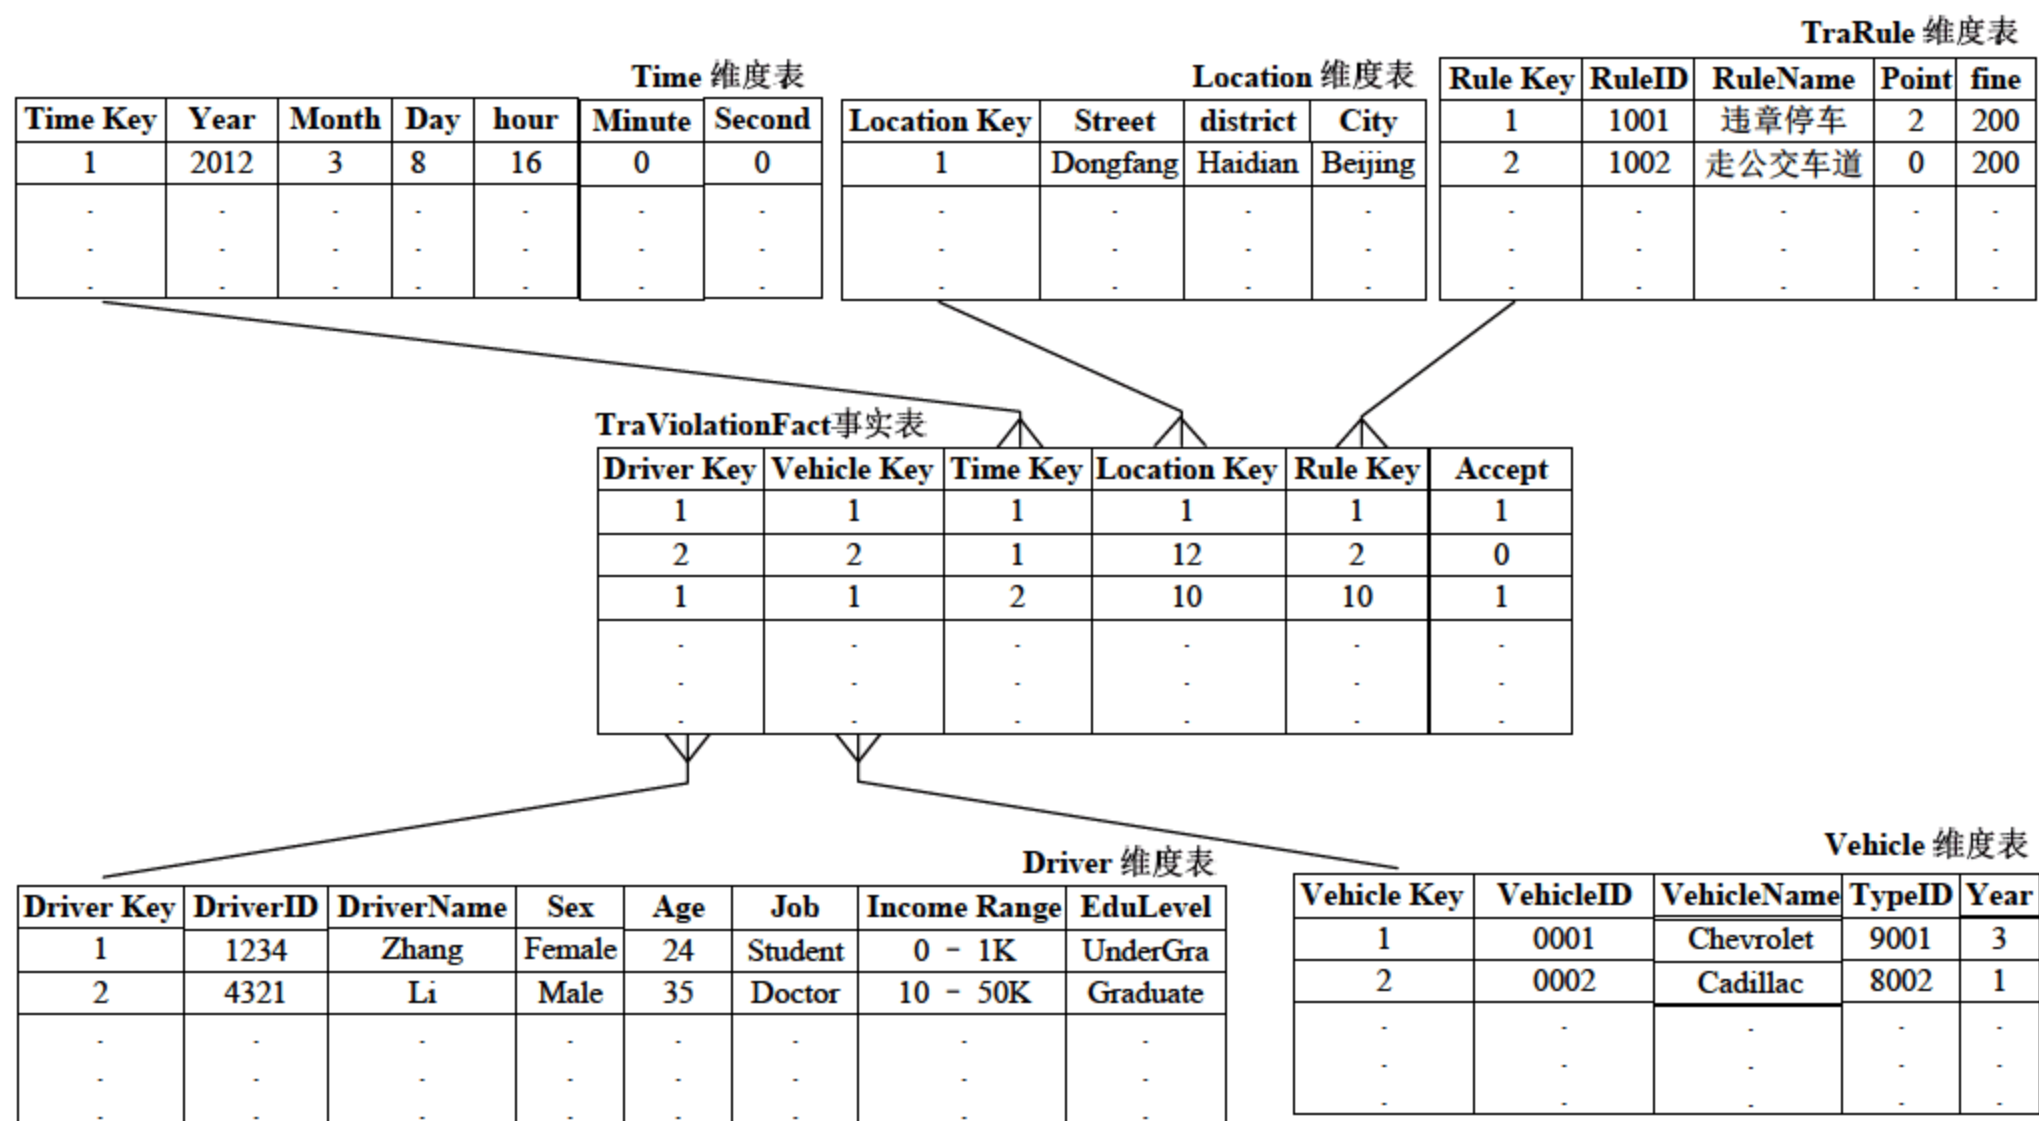 TraRule 维度表
Time 维度表
Location 维度表
Rule Key RuleID RuleName Point fine
1 1001 违章停车 2 200
2 1002 走公交车道 0 200
Time Key Year Month Day hour Minute Second
1 2012 3 8 16 0 0
Location Key Street district City
1 Dongfang Haidian Beijing
TraViolationFact事实表
Driver Key Vehicle Key Time Key Location Key Rule Key Accept
1 1 1 1 1 1
2 2 1 12 2 0
1 1 2 10 10 1
Driver 维度表
Driver Key DriverID DriverName Sex Age Job Income Range EduLevel
1 1234 Zhang Female 24 Student 0 - 1K UnderGra
2 4321 Li Male 35 Doctor 10 - 50K Graduate
Vehicle 维度表
Vehicle Key VehicleID VehicleName TypeID Year
1 0001 Chevrolet 9001 3
2 0002 Cadillac 8002 1